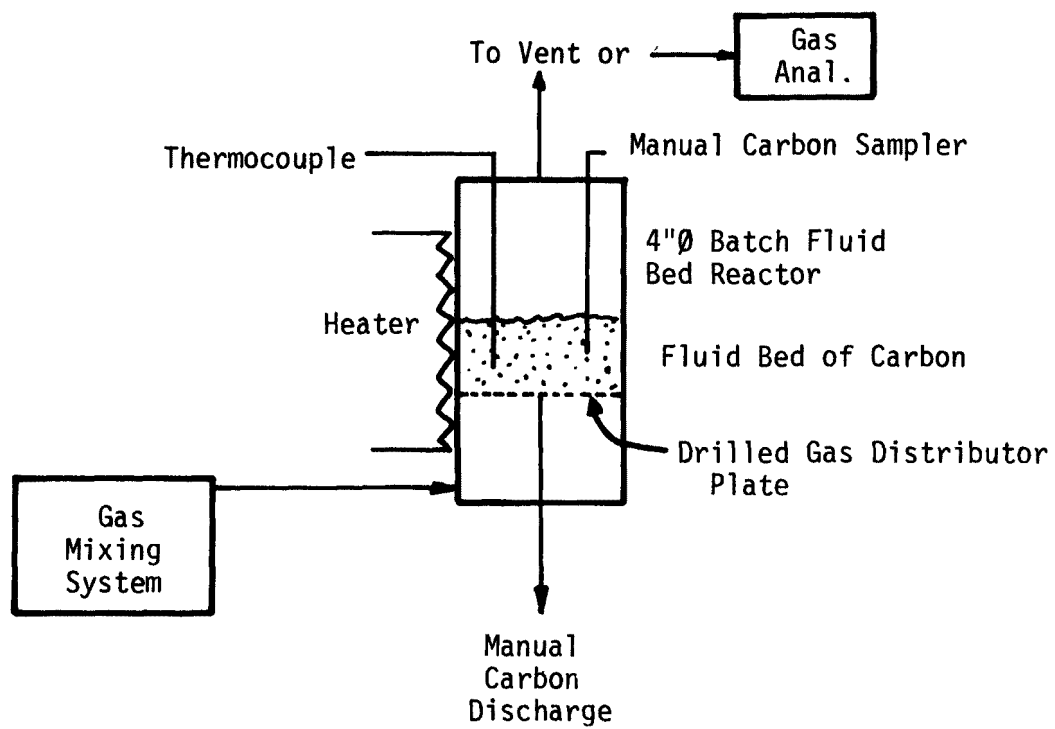 To Vent or
Gas
Anal.
Thermocouple
Manual Carbon Sampler
4"Ø Batch Fluid
Bed Reactor
Heater
Fluid Bed of Carbon
Drilled Gas Distributor
Plate
Gas
Mixing
System
Manual
Carbon
Discharge